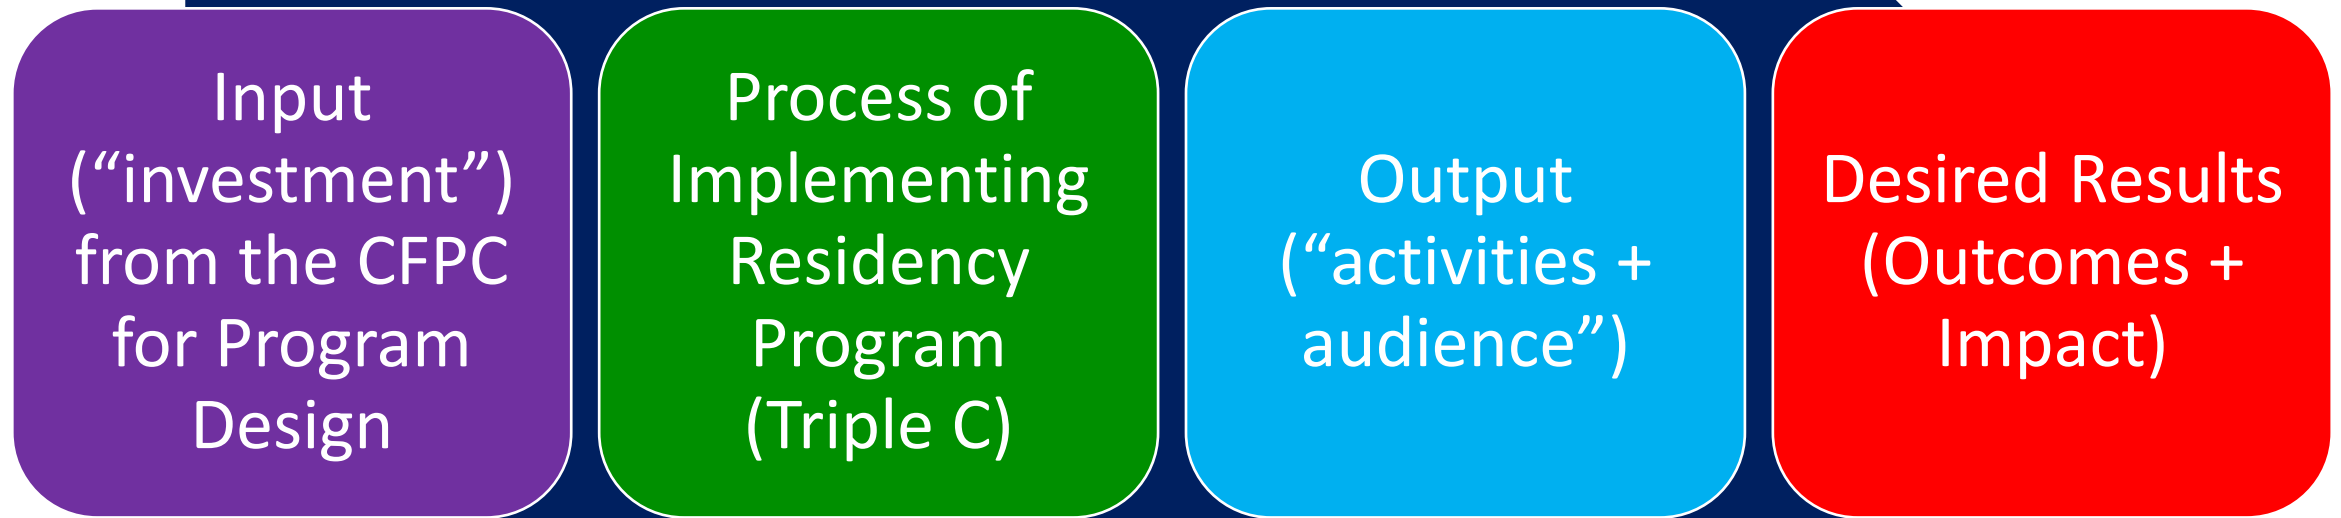 Input
(“investment”)
from the CFPC
for Program
Design
Process of
Implementing
Residency
Program
(Triple C)
Output
(“activities +
audience”)
Desired Results
(Outcomes +
Impact)